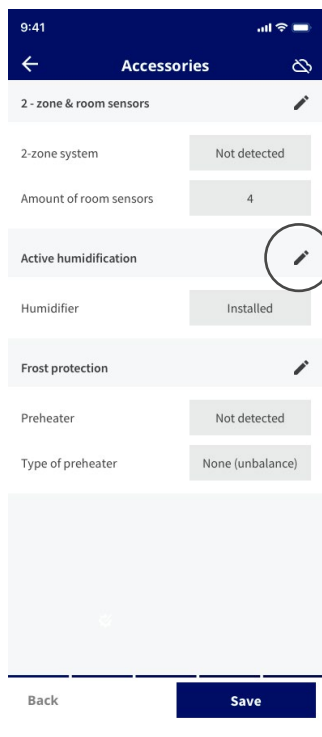 9:41
Accessories
2 - zone & room sensors
2-zone system
Not detected
Amount of room sensors
4
Active humidification
Humidifier
Installed
Frost protection
Preheater
Not detected
Type of preheater
None (unbalance)
Back
Save